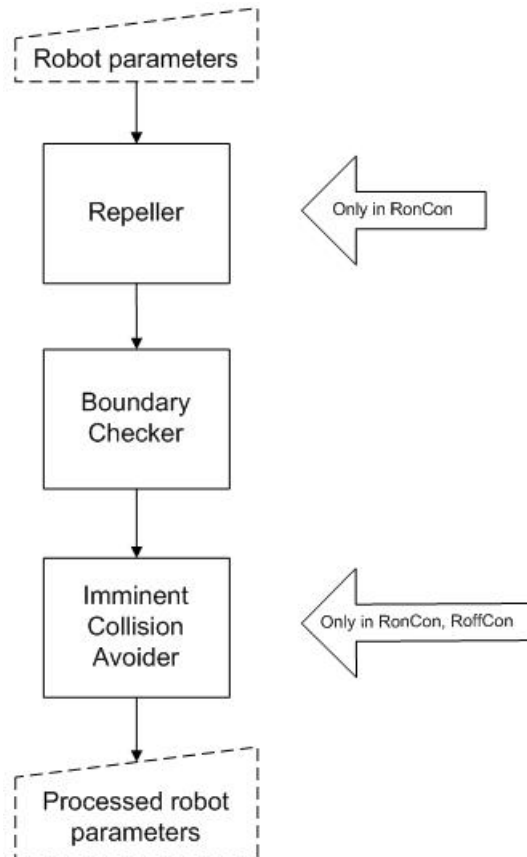 Robot parameters
Repeller
Only in RonCon
Boundary
Checker
Imminent
Collision
Avoider
Only in RonCon, RoffCon
Processed robot
parameters